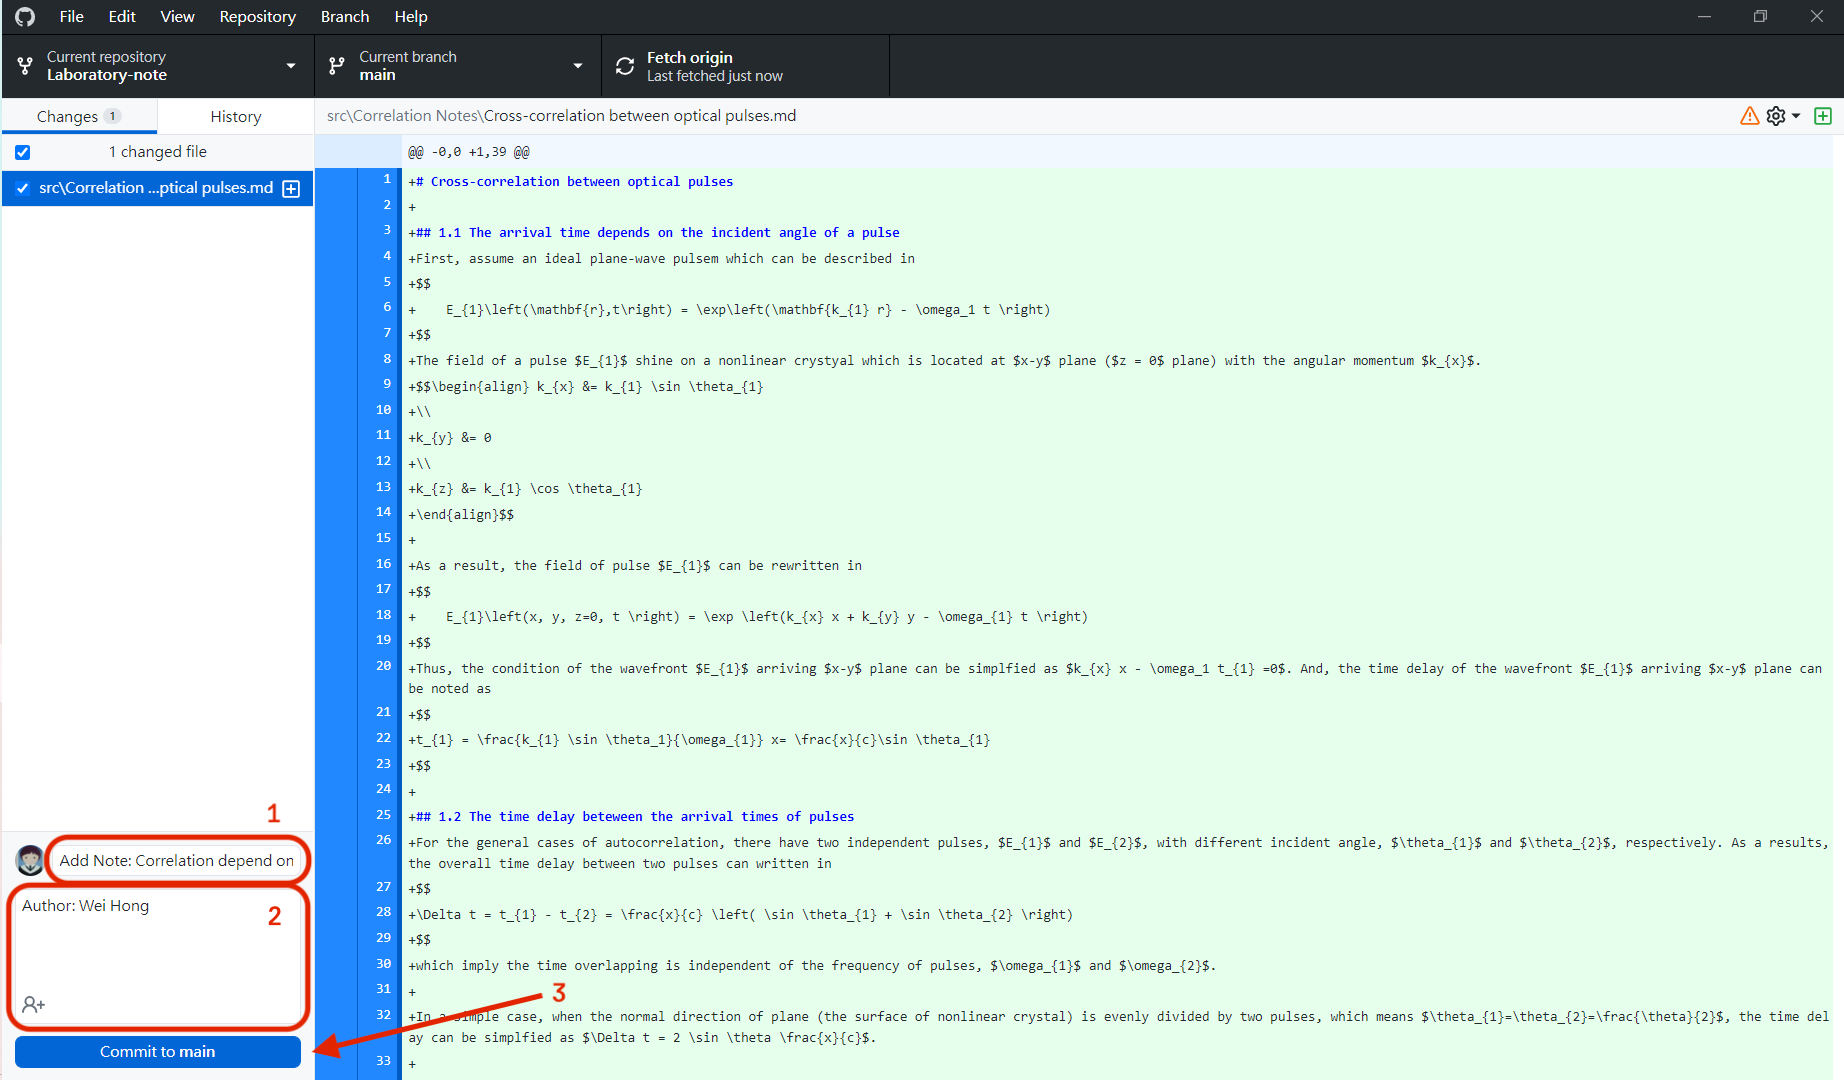 File Edit View Repository Branch Help
Current repository
Laboratory-note
Current branch
main
Fetch origin
Last fetched just now
Changes 1
History
src\Correlation Notes\Cross-correlation between optical pulses.md
1 changed file
src\Correlation ...ptical pulses.md
@@ -0,0 +1,39 @@
1 +# Cross-correlation between optical pulses
2 +
3 +## 1.1 The arrival time depends on the incident angle of a pulse
4 +First, assume an ideal plane-wave pulsem which can be described in
5 +$$
6 +    E_{1}\left(\mathbf{r},t\right) = \exp\left(\mathbf{k_{1} r} - \omega_1 t \right)
7 +$$
8 +The field of a pulse $E_{1}$ shine on a nonlinear crystyal which is located at $x-y$ plane ($z = 0$ plane) with the angular momentum $k_{x}$.
9 +$$\begin{align} k_{x} &= k_{1} \sin \theta_{1}
10 +\\
11 +k_{y} &= 0
12 +\\
13 +k_{z} &= k_{1} \cos \theta_{1}
14 +\end{align}$$
15 +
16 +As a result, the field of pulse $E_{1}$ can be rewritten in
17 +$$
18 +    E_{1}\left(x, y, z=0, t \right) = \exp \left(k_{x} x + k_{y} y - \omega_{1} t \right)
19 +$$
20 +Thus, the condition of the wavefront $E_{1}$ arriving $x-y$ plane can be simplfied as $k_{x} x - \omega_1 t_{1} =0$. And, the time delay of the wavefront $E_{1}$ arriving $x-y$ plane can
be noted as
21 +$$
22 +t_{1} = \frac{k_{1} \sin \theta_1}{\omega_{1}} x= \frac{x}{c}\sin \theta_{1}
23 +$$
24 +
25 +## 1.2 The time delay beteween the arrival times of pulses
26 +For the general cases of autocorrelation, there have two independent pulses, $E_{1}$ and $E_{2}$, with different incident angle, $\theta_{1}$ and $\theta_{2}$, respectively. As a results,
the overall time delay between two pulses can written in
27 +$$
28 +\Delta t = t_{1} - t_{2} = \frac{x}{c} \left( \sin \theta_{1} + \sin \theta_{2} \right)
29 +$$
30 +which imply the time overlapping is independent of the frequency of pulses, $\omega_{1}$ and $\omega_{2}$.
31 +
32 +In a simple case, when the normal direction of plane (the surface of nonlinear crystal) is evenly divided by two pulses, which means $\theta_{1}=\theta_{2}=\frac{\theta}{2}$, the time del
ay can be simplfied as $\Delta t = 2 \sin \theta \frac{x}{c}$.
33 +
1
Add Note: Correlation depend on
Author: Wei Hong
2
3
Commit to main